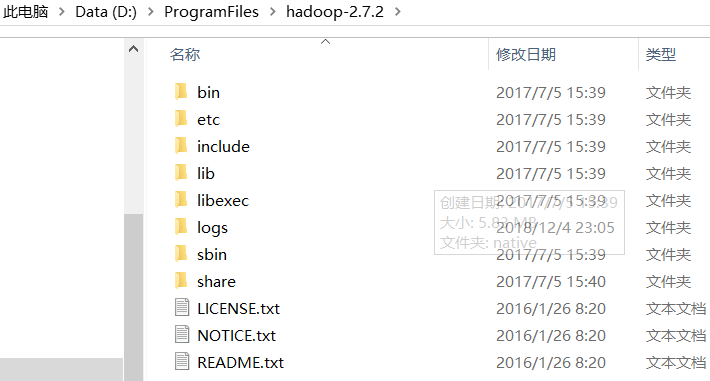 此电脑 > Data (D:) > ProgramFiles > hadoop-2.7.2 >
名称 修改日期 类型
bin 2017/7/5 15:39 文件夹
etc 2017/7/5 15:39 文件夹
include 2017/7/5 15:39 文件夹
lib 2017/7/5 15:39 文件夹
libexec 2017/7/5 15:39 文件夹
logs 2018/12/4 23:05 文件夹
sbin 2017/7/5 15:39 文件夹
share 2017/7/5 15:40 文件夹
LICENSE.txt 2016/1/26 8:20 文本文档
NOTICE.txt 2016/1/26 8:20 文本文档
README.txt 2016/1/26 8:20 文本文档
创建日期: 2017/7/5 15:39
大小: 5.82 MB
文件夹: native